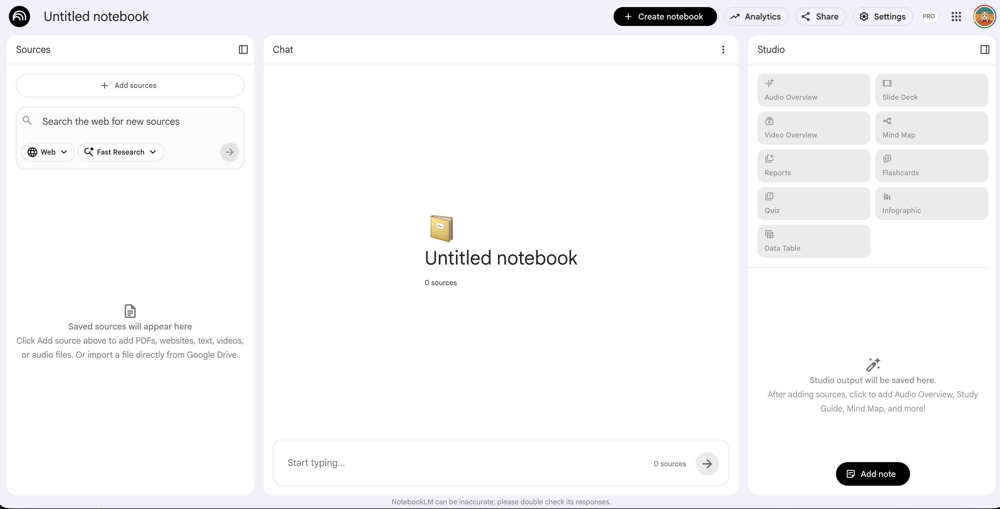 Untitled notebook
Create notebook
Analytics
Share
Settings
PRO
Sources
Add sources
Search the web for new sources
Web
Fast Research
Saved sources will appear here
Click Add source above to add PDFs, websites, text, videos,
or audio files. Or import a file directly from Google Drive.
Chat
Notes
Untitled notebook
0 sources
Start typing...
0 sources
Studio
Audio Overview
Slide Deck
Video Overview
Mind Map
Reports
Flashcards
Quiz
Infographic
Data Table
Studio output will be saved here.
After adding sources, click to add Audio Overview, Study
Guide, Mind Map, and more!
Add note
NotebookLM can be inaccurate; please double check its responses.